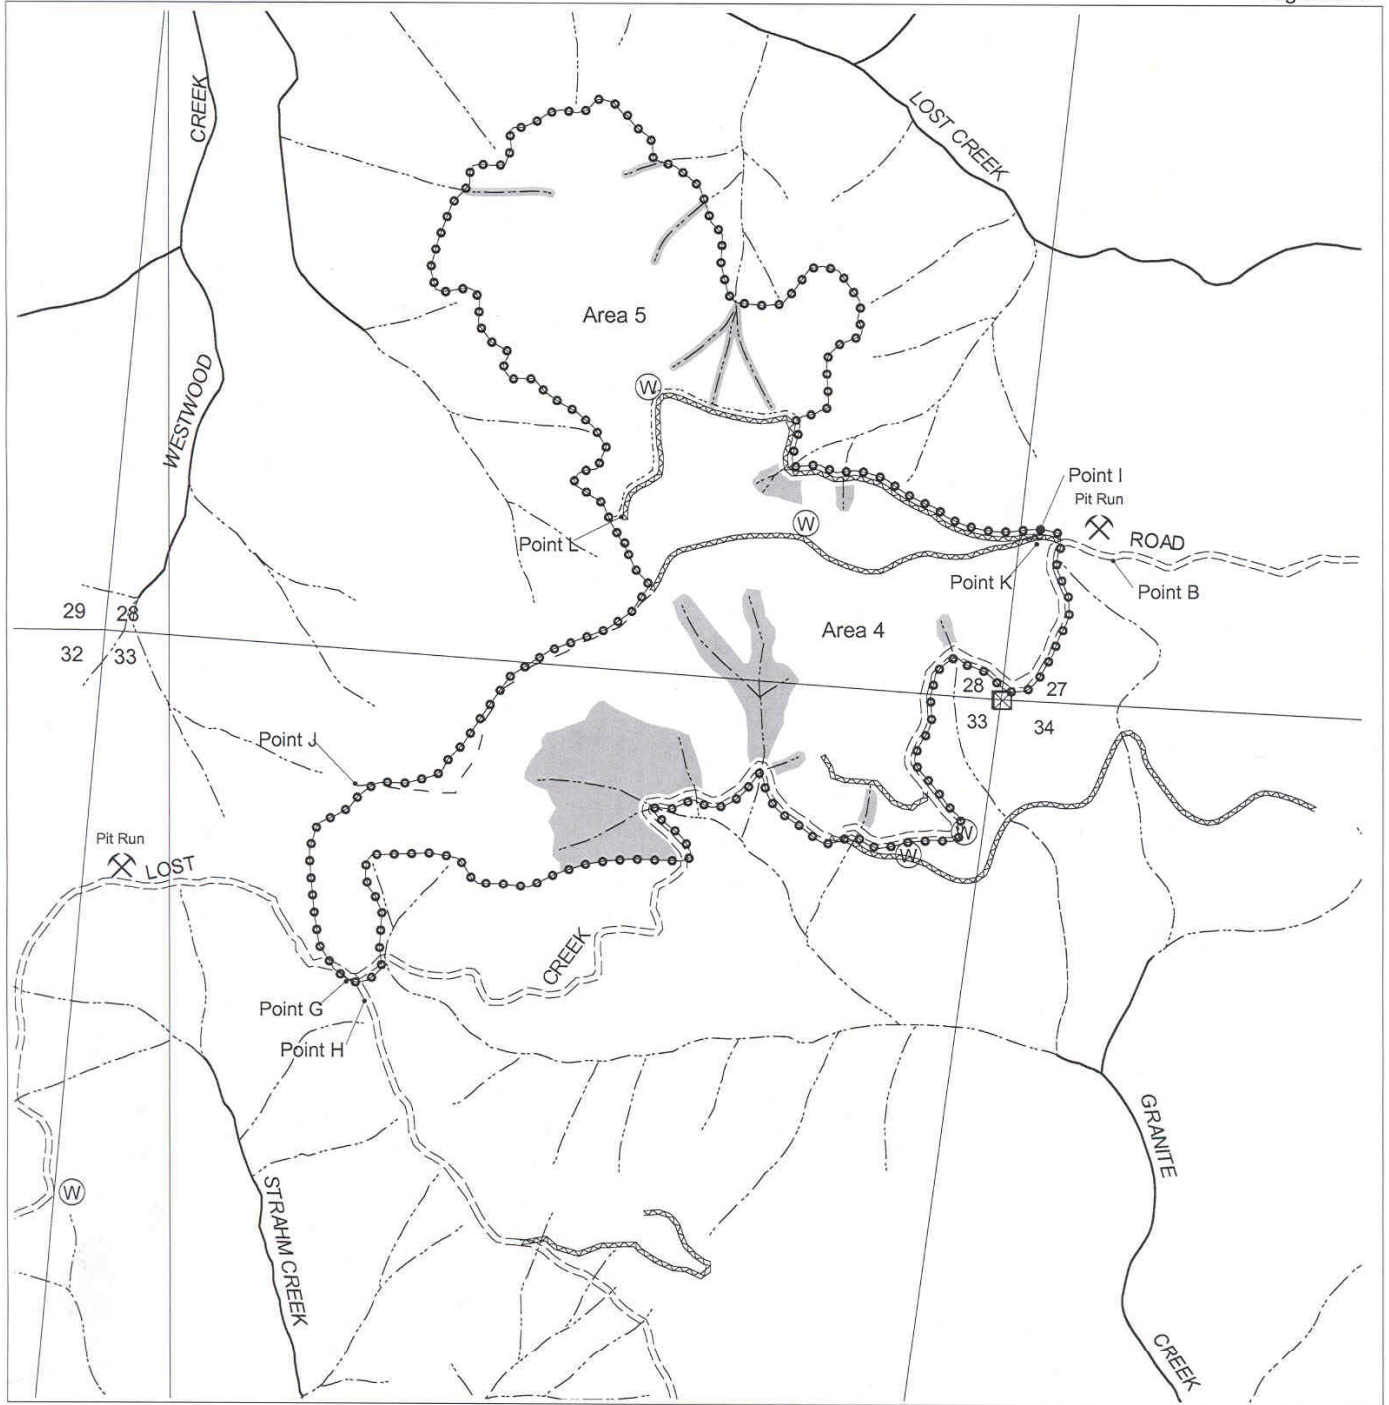 CREEK
LOST CREEK
Area 5
WESTWOOD
W
Point I
Pit Run
W
ROAD
Point L
Point K
Point B
29 28
32 33
Area 4
28 27
33 34
Point J
Pit Run
LOST
W
W
CREEK
Point G
Point H
GRANITE
W
STRAHM CREEK
CREEK